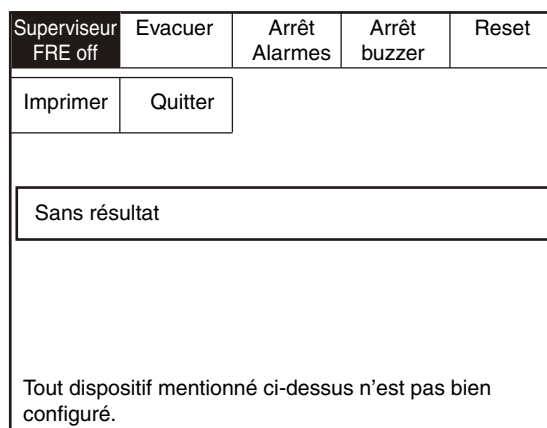 Superviseur Evacuer Arrêt Arrêt Reset
FRE off Alarmes buzzer
Imprimer Quitter
Sans résultat
Tout dispositif mentionné ci-dessus n'est pas bien
configuré.